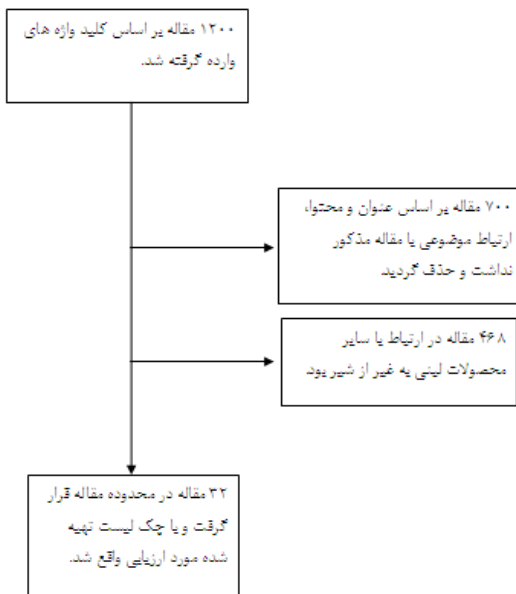 ۱۲۰۰ مقاله بر اساس کلید واژه های
وارده گرفته شد.
۷۰۰ مقاله بر اساس عنوان و محتوا،
ارتباط موضوعی با مقاله مذکور
نداشت و حذف گردید.
۴۶۸ مقاله در ارتباط با سایر
محصولات لبنی به غیر از شیر بود.
۳۲ مقاله در محدوده مقاله قرار
گرفت و با چک لیست تهیه
شده مورد ارزیابی واقع شد.